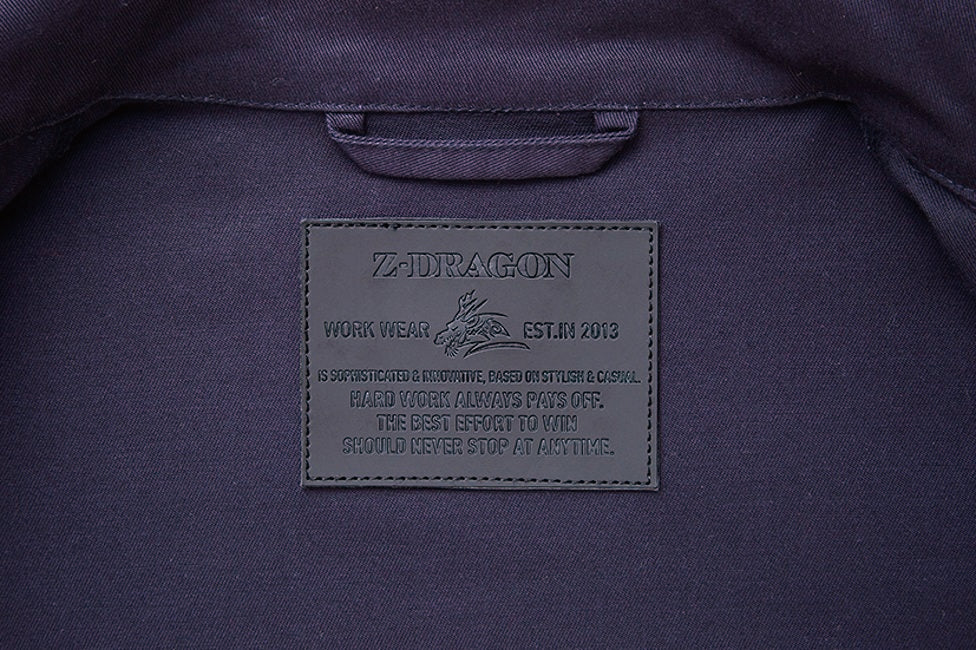 Z-DRAGON
WORK WEAR EST.IN 2013
IS SOPHISTICATED & INNOVATIVE, BASED ON STYLISH & CASUAL.
HARD WORK ALWAYS PAYS OFF.
THE BEST EFFORT TO WIN
SHOULD NEVER STOP AT ANYTIME.